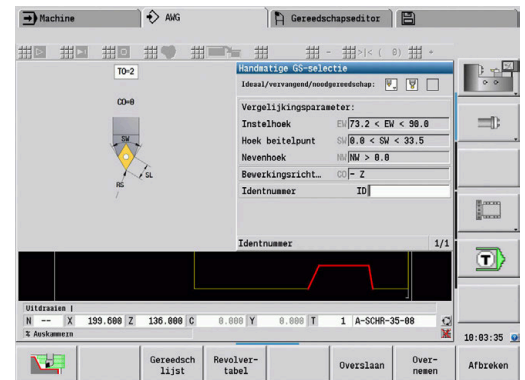 Machine
AWG
Gereedschapseditor
- ##>|< ( 0) ## +
TO=2
CO=0
SW
SL
RS
Handmatige GS-selectie
Ideaal/vervangend/noodgereedschap:
Vergelijkingsparameter:
Instelhoek EW 73.2 < EW < 90.0
Hoek beitelpunt SW 0.0 < SW < 33.5
Nevenhoek NW NW > 0.0
Bewerkingsricht... CO - Z
Identnummer ID
Identnummer 1/1
T
Uitdraaien |
N -- X 199.600 Z 136.000 C 0.000 Y 0.000 T 1 A-SCHR-35-08
% Auskammern
10:03:35
Gereedsch lijst
Revolver- tabel
Overslaan
Over- nemen
Afbreken